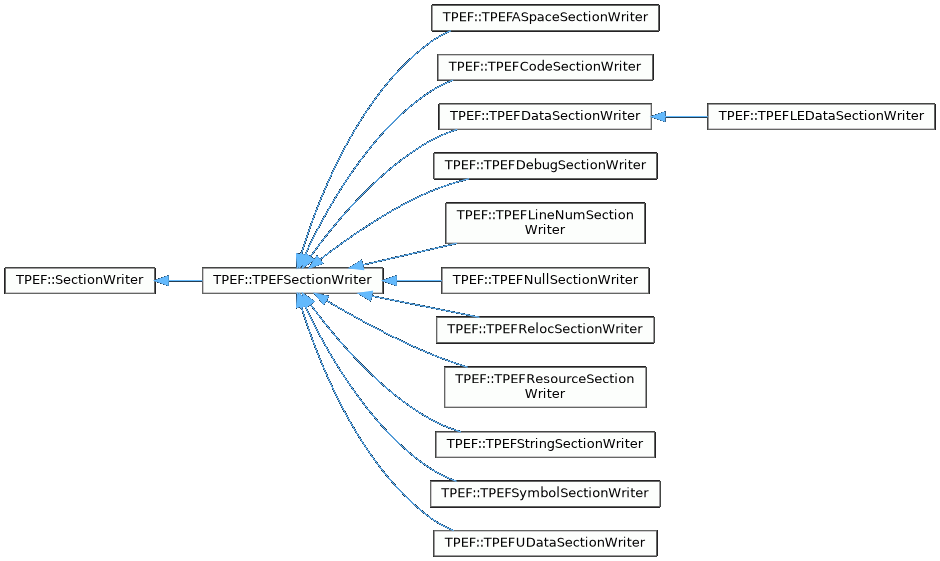 TPEF::TPEFASpaceSectionWriter
TPEF::TPEFCodeSectionWriter
TPEF::TPEFDataSectionWriter
TPEF::TPEFLEDataSectionWriter
TPEF::TPEFDebugSectionWriter
TPEF::TPEFLineNumSection
Writer
TPEF::SectionWriter
TPEF::TPEFSectionWriter
TPEF::TPEFNullSectionWriter
TPEF::TPEFRelocSectionWriter
TPEF::TPEFResourceSection
Writer
TPEF::TPEFStringSectionWriter
TPEF::TPEFSymbolSectionWriter
TPEF::TPEFUDataSectionWriter